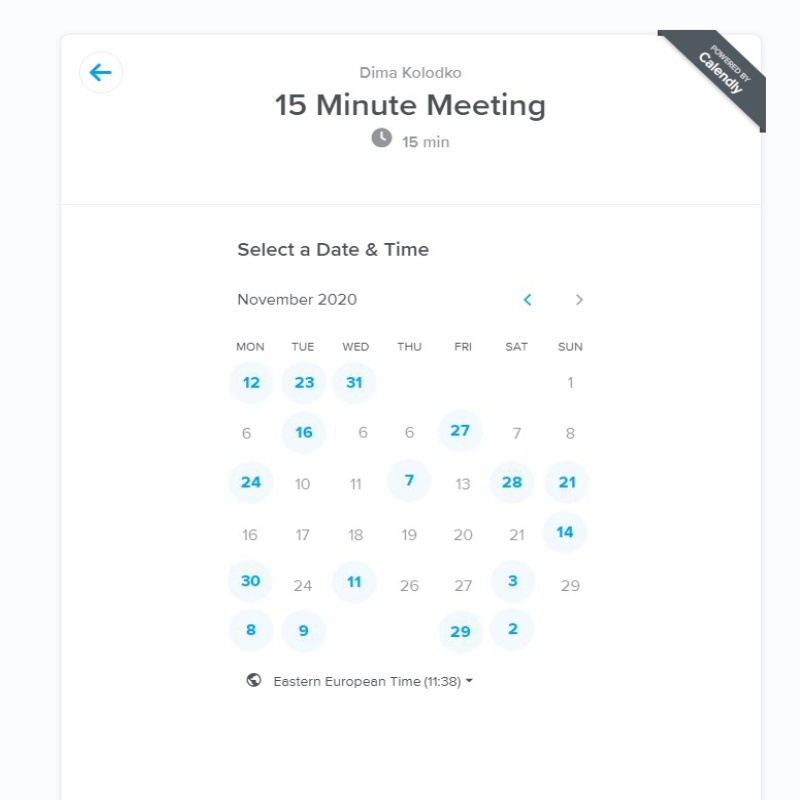 Dima Kolodko
POWERED BY
Calendly
15 Minute Meeting
15 min
Select a Date & Time
November 2020
MON TUE WED THU FRI SAT SUN
12 23 31 1
6 16 6 6 27 7 8
24 10 11 7 13 28 21
16 17 18 19 20 21 14
30 24 11 26 27 3 29
8 9 29 2
Eastern European Time (11:38)